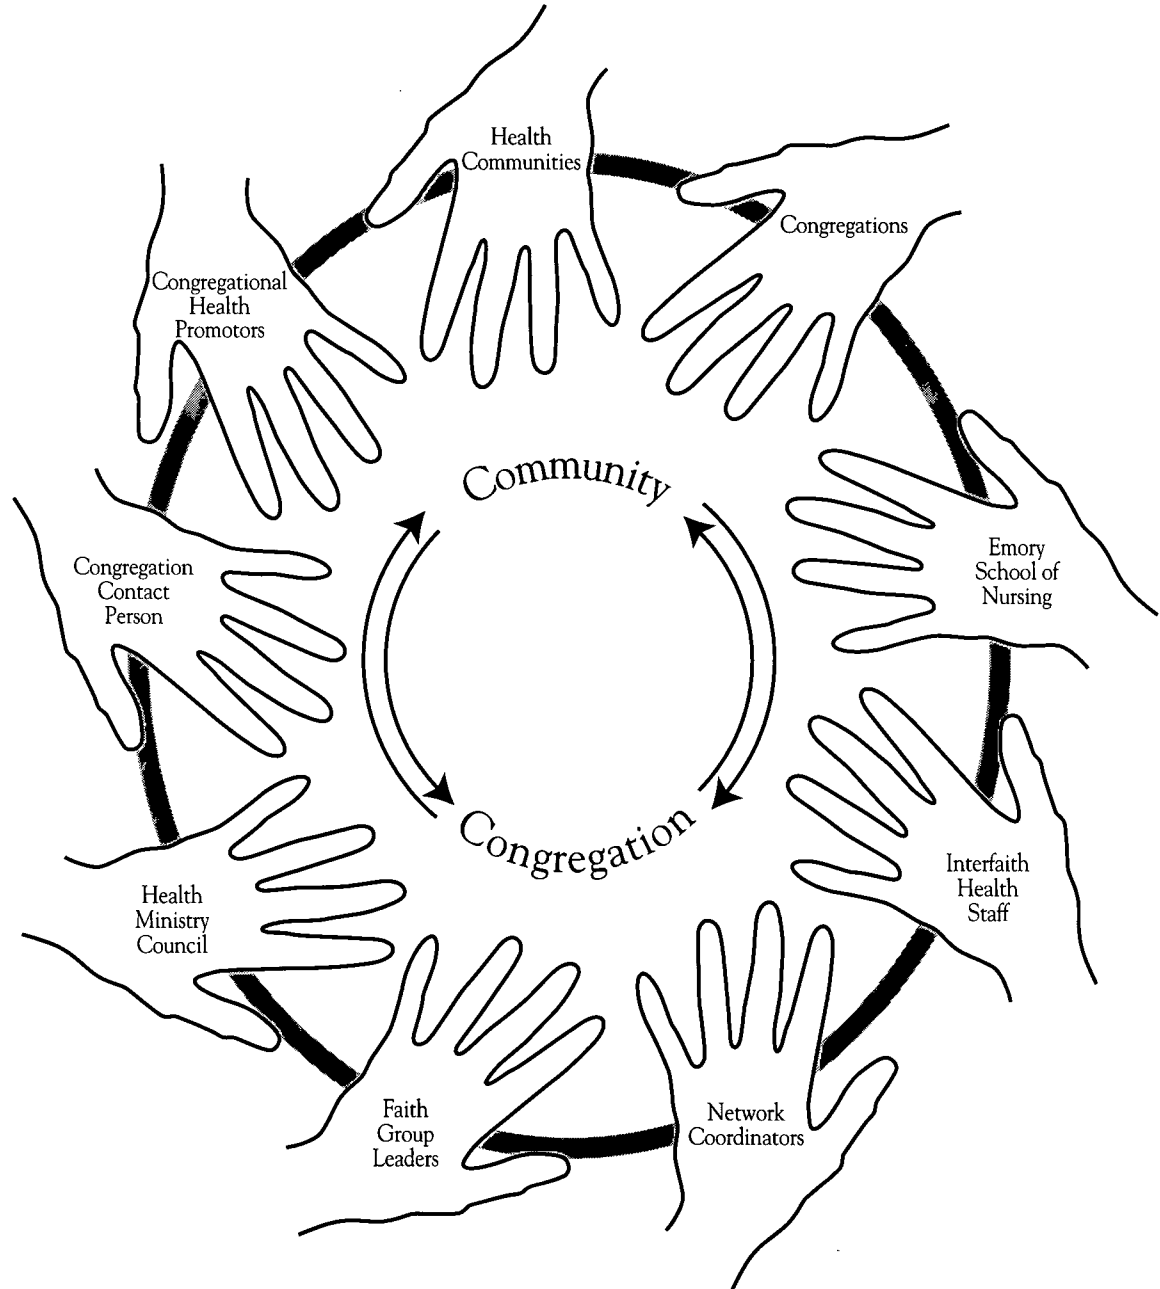 Health
Communities
Congregations
Congregational
Health
Promotors
Community
Emory
School of
Nursing
Congregation
Contact
Person
Congregation
Interfaith
Health
Staff
Health
Ministry
Council
Faith
Group
Leaders
Network
Coordinators